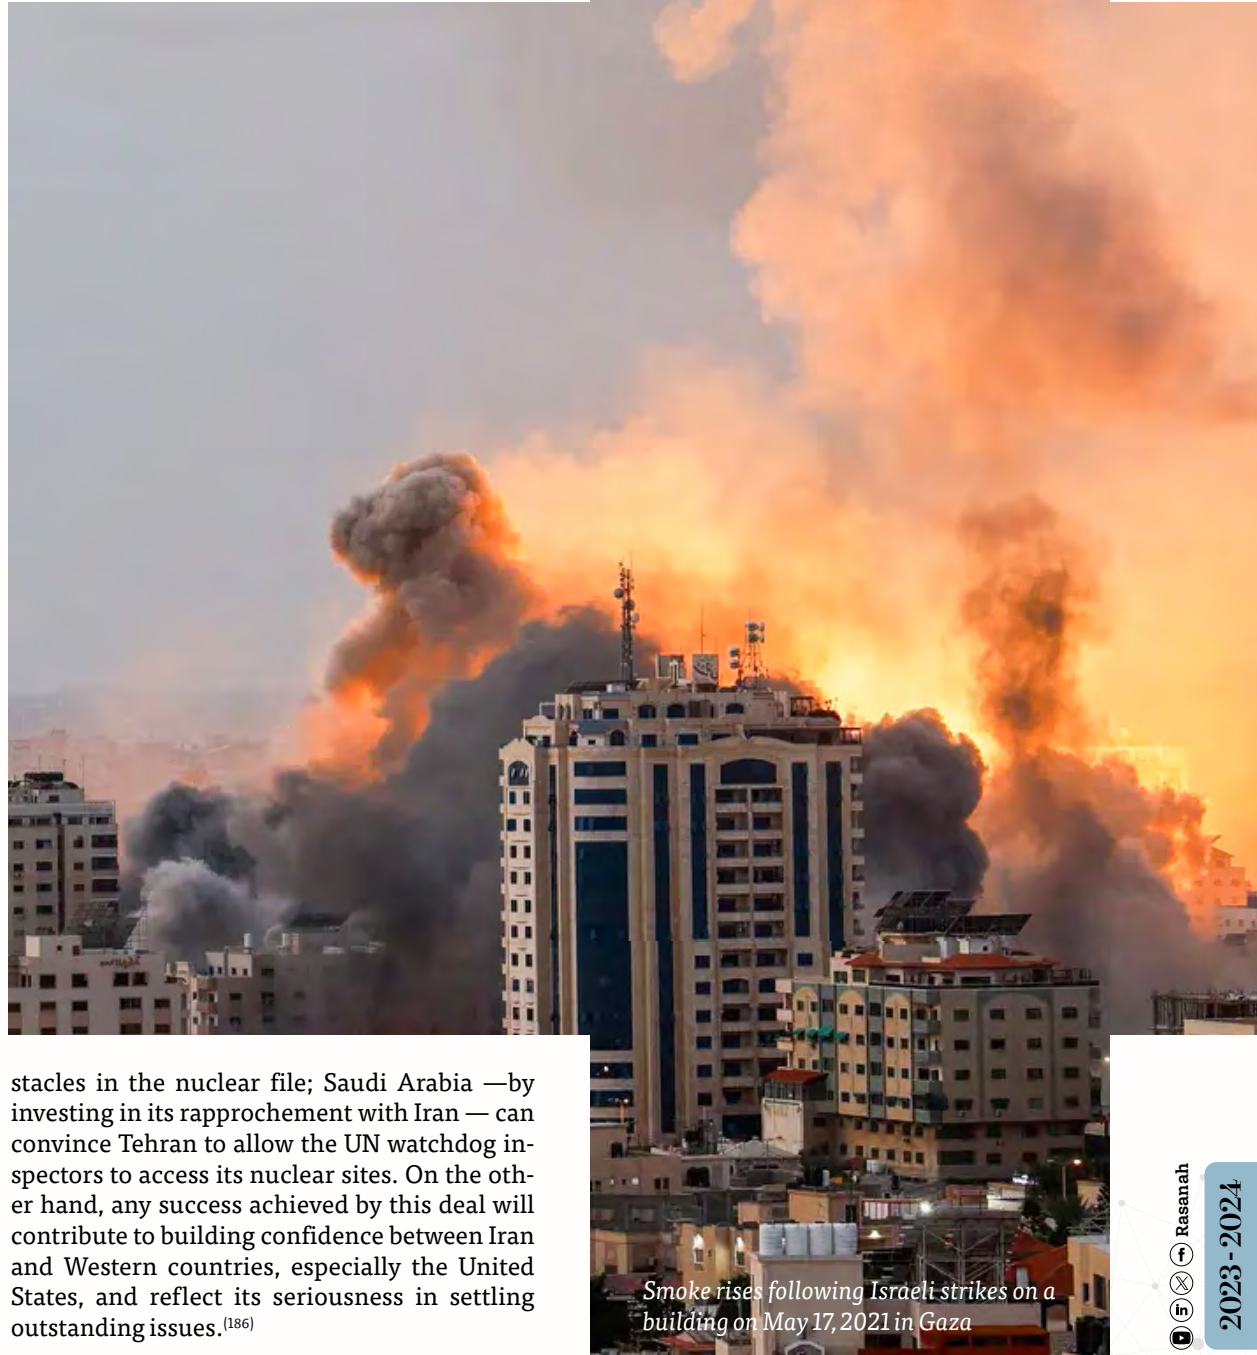 stacles in the nuclear file; Saudi Arabia —by
investing in its rapprochement with Iran — can
convince Tehran to allow the UN watchdog in-
spectors to access its nuclear sites. On the oth-
er hand, any success achieved by this deal will
contribute to building confidence between Iran
and Western countries, especially the United
States, and reflect its seriousness in settling
outstanding issues.(186)
Smoke rises following Israeli strikes on a
building on May 17, 2021 in Gaza
Rasanah
2023 - 2024